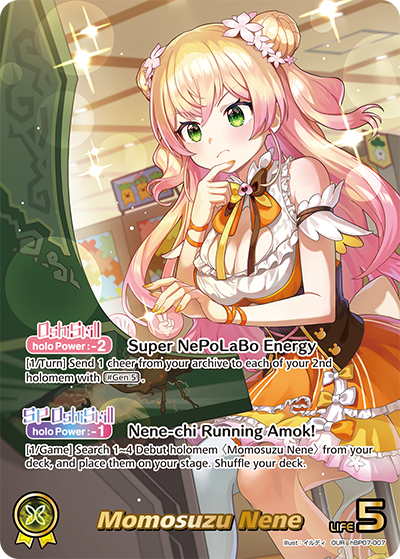 Oshi Skill
holo Power : -2 Super NePoLaBo Energy
[1/Turn] Send 1 cheer from your archive to each of your 2nd
holomem with #Gen 5 .
SP Oshi Skill
holo Power : -1 Nene-chi Running Amok!
[1/Game] Search 1~4 Debut holomem 〈Momosuzu Nene〉 from your
deck, and place them on your stage. Shuffle your deck.
Momosuzu Nene LIFE 5
illust イルディ OUR hBP07-007